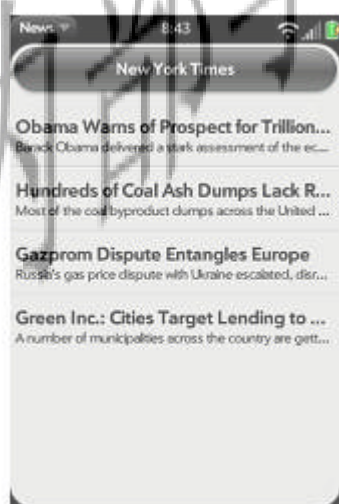 News 8:43
New York Times
Obama Warns of Prospect for Trillion...
Barack Obama delivered a stark assessment of the ec...
Hundreds of Coal Ash Dumps Lack R...
Most of the coal byproduct dumps across the United ...
Gazprom Dispute Entangles Europe
Russia's gas price dispute with Ukraine escalated, disr...
Green Inc.: Cities Target Lending to ...
A number of municipalities across the country are gett...